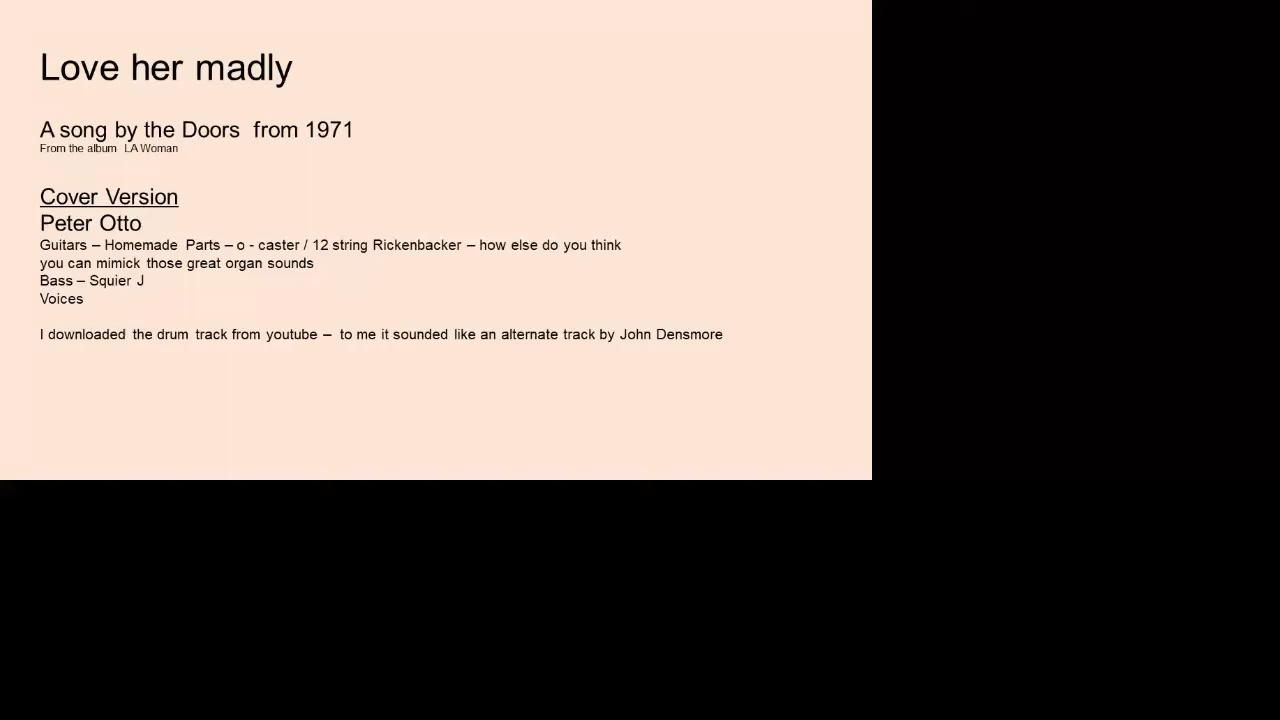 Love her madly
A song by the Doors from 1971
From the album LA Woman
Cover Version
Peter Otto
Guitars – Homemade Parts – o - caster / 12 string Rickenbacker – how else do you think
you can mimick those great organ sounds
Bass – Squier J
Voices
I downloaded the drum track from youtube – to me it sounded like an alternate track by John Densmore